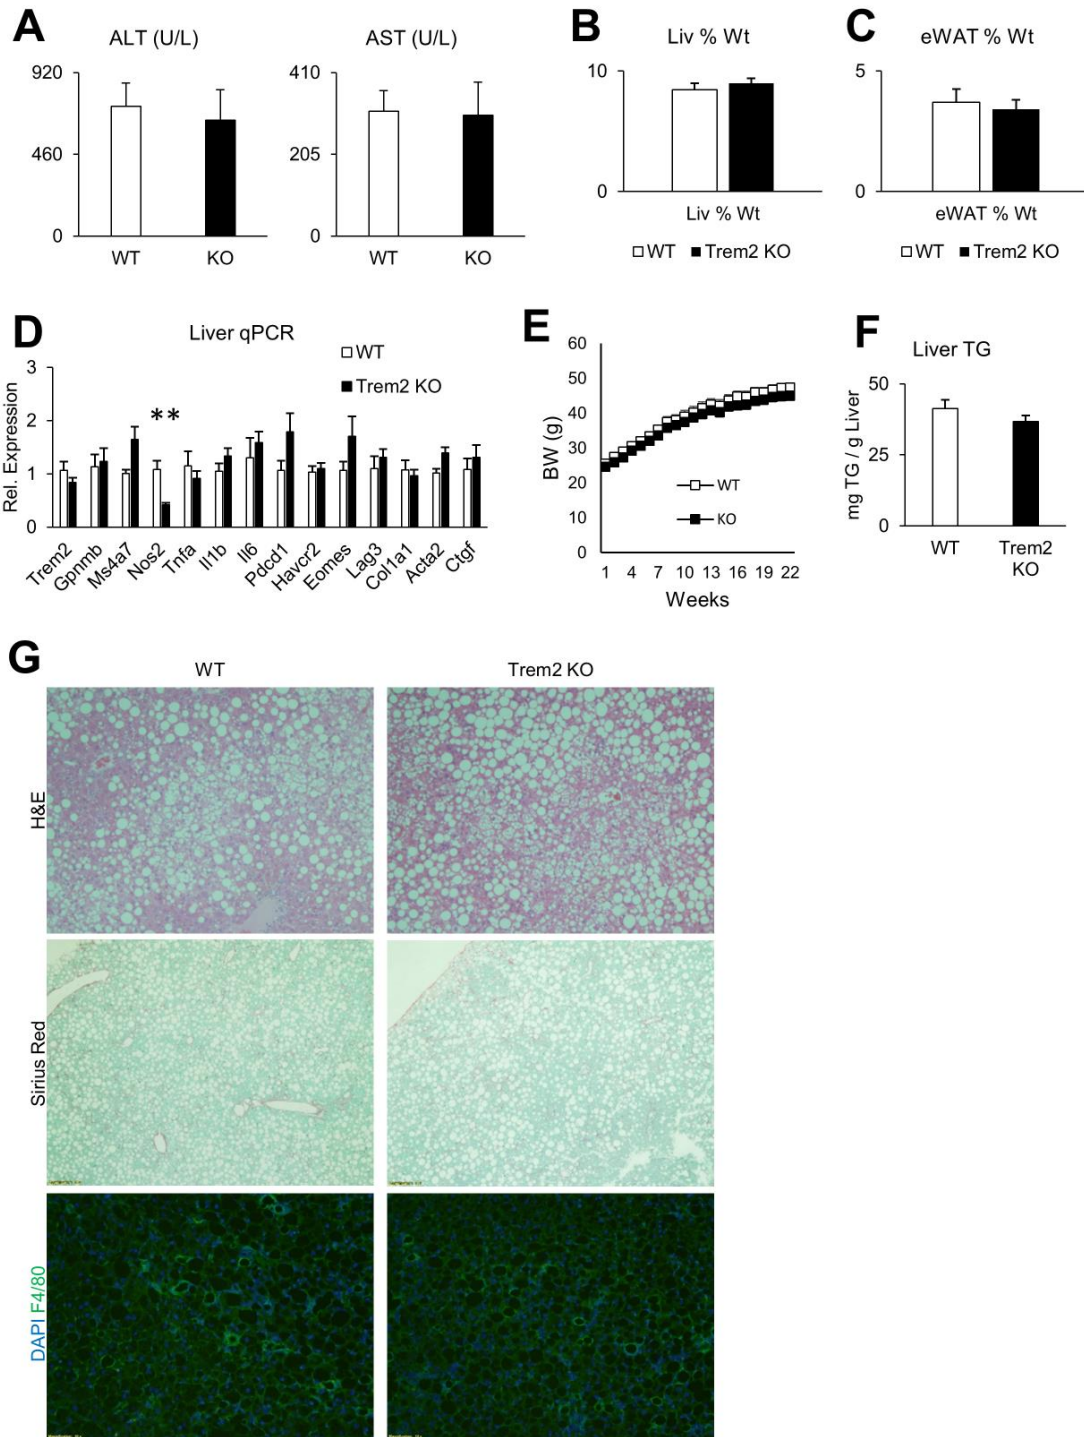 A
ALT (U/L)
920
460
0
WT
KO
AST (U/L)
410
205
0
WT
KO
B
Liv % Wt
10
0
Liv % Wt
WT
Trem2 KO
C
eWAT % Wt
5
0
eWAT % Wt
WT
Trem2 KO
D
Liver qPCR
WT
Trem2 KO
Rel. Expression
3
2
1
0
**
Trem2
Gpnmb
Ms4a7
Nos2
Tnfa
Il1b
Il6
Pdcd1
Havcr2
Eomes
Lag3
Col1a1
Acta2
Ctgf
E
BW (g)
60
50
40
30
20
10
0
WT
KO
1 4 7 10 13 16 19 22
Weeks
F
Liver TG
mg TG / g Liver
50
25
0
WT
Trem2
KO
G
WT
Trem2 KO
H&E
Sirius Red
DAPI F4/80